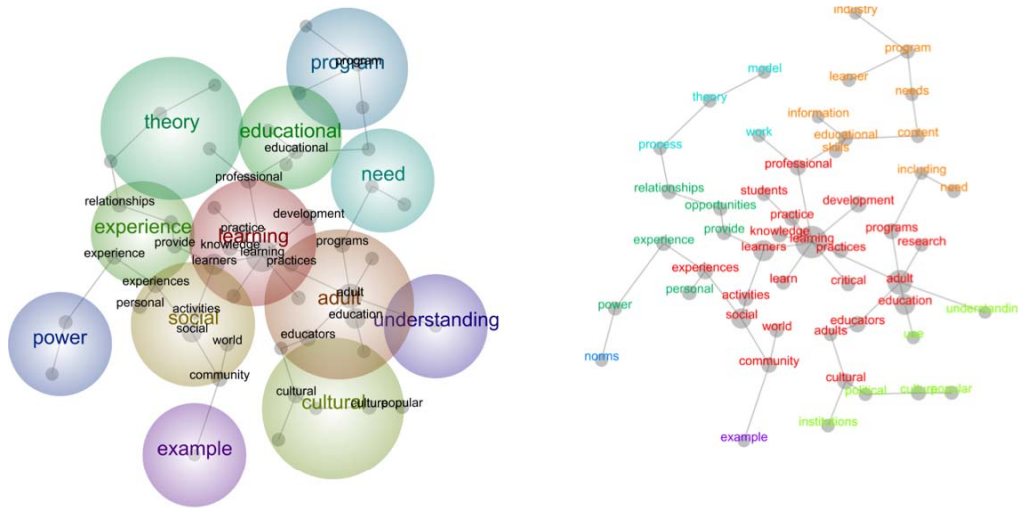 program
program
theory
educational
educational
need
professional
relationships
development
experience
practice
learning
provide
knowledge
programs
experience
learning
learners
practices
experiences
adult
personal
activities
adult
social
education
understanding
social
educators
power
world
community
cultural
cultural
culture
popular
example
industry
program
model
learner
needs
theory
information
work
educational
content
process
skills
professional
including
relationships
students
need
opportunities
development
practice
provide
knowledge
programs
learning
experience
learners
practices
research
experiences
learn
critical
adult
personal
activities
education
power
social
understandin
world
educators
adults
use
norms
community
cultural
political
culture
popular
institutions
example